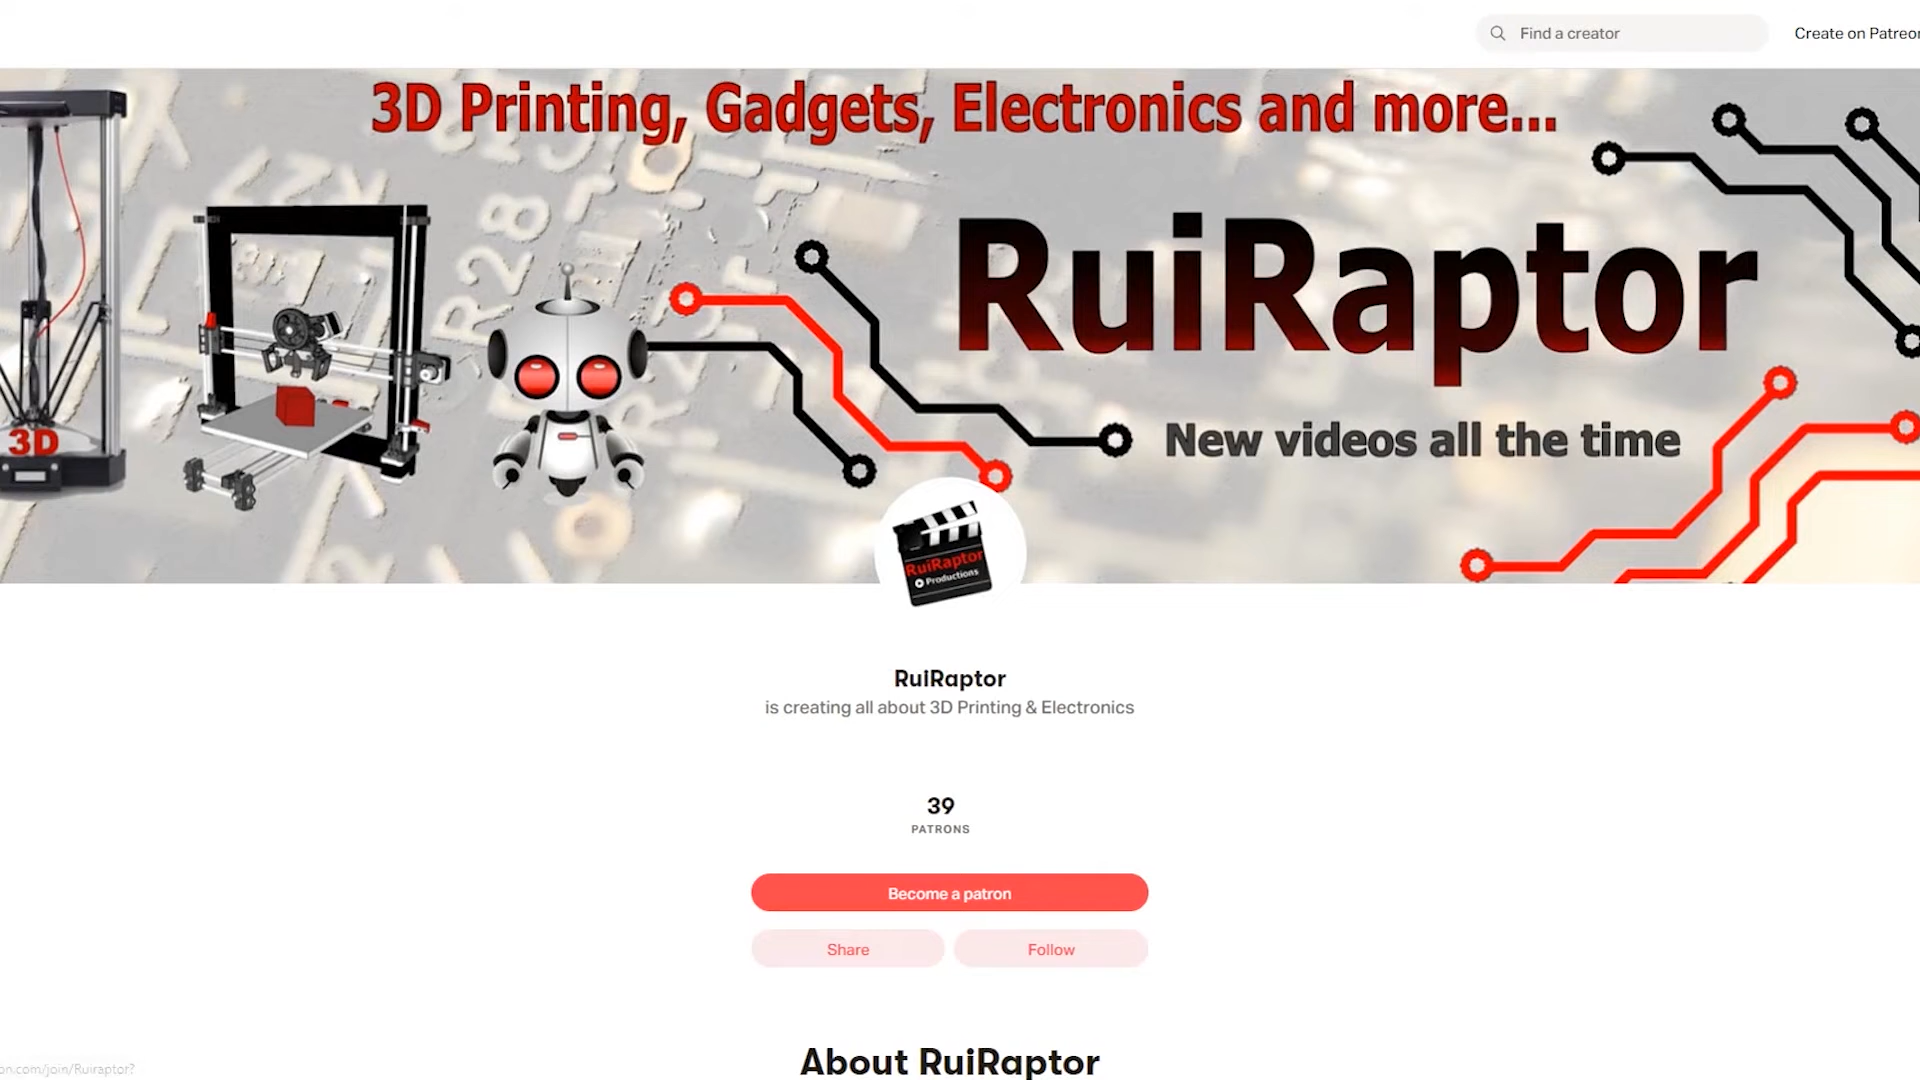 Find a creator
Create on Patreon
3D Printing, Gadgets, Electronics and more...
R28
RuiRaptor
3D
New videos all the time
RuiRaptor
Productions
RuiRaptor
is creating all about 3D Printing & Electronics
39
PATRONS
Become a patron
Share
Follow
About RuiRaptor
on.com/join/Ruiraptor?